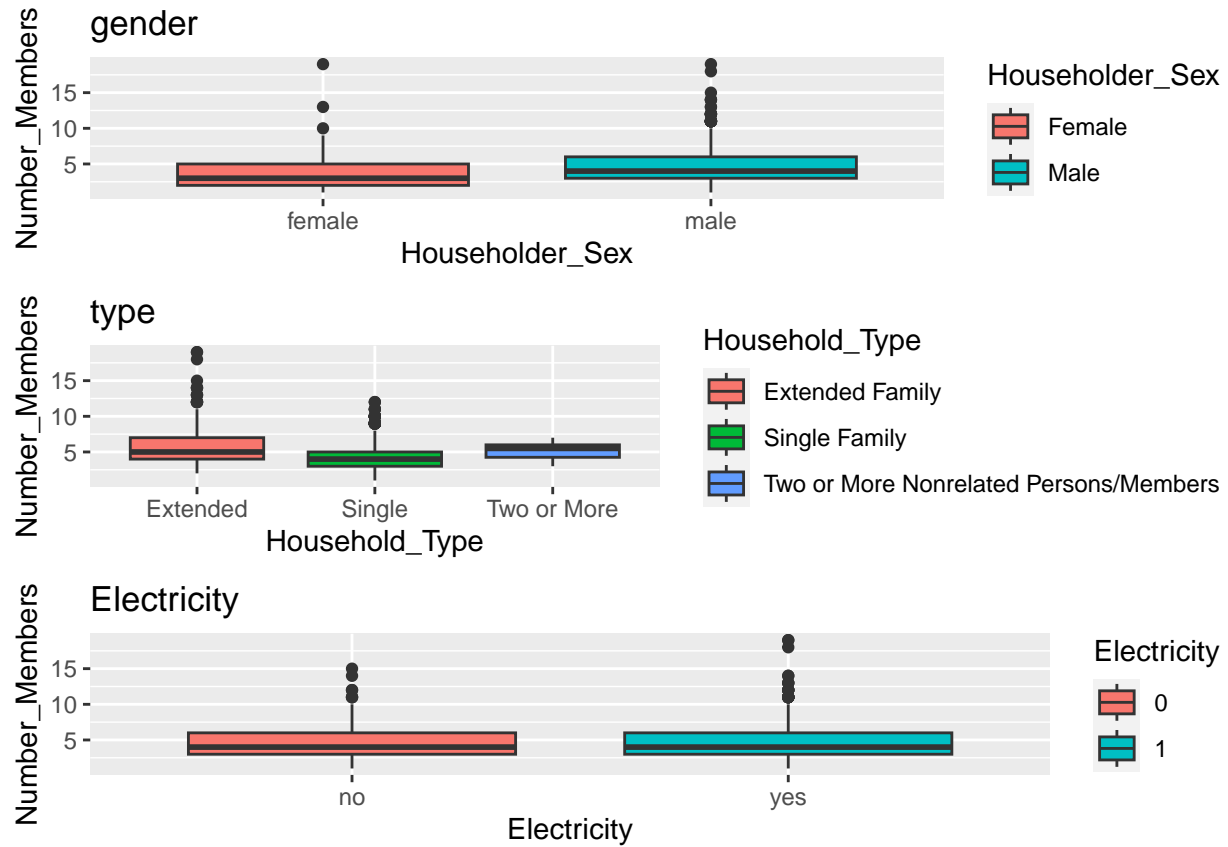 gender
Number_Members
15
10
5
female
male
Householder_Sex
Householder_Sex
Female
Male
type
Number_Members
15
10
5
Extended
Single
Two or More
Household_Type
Household_Type
Extended Family
Single Family
Two or More Nonrelated Persons/Members
Electricity
Number_Members
15
10
5
no
yes
Electricity
Electricity
0
1